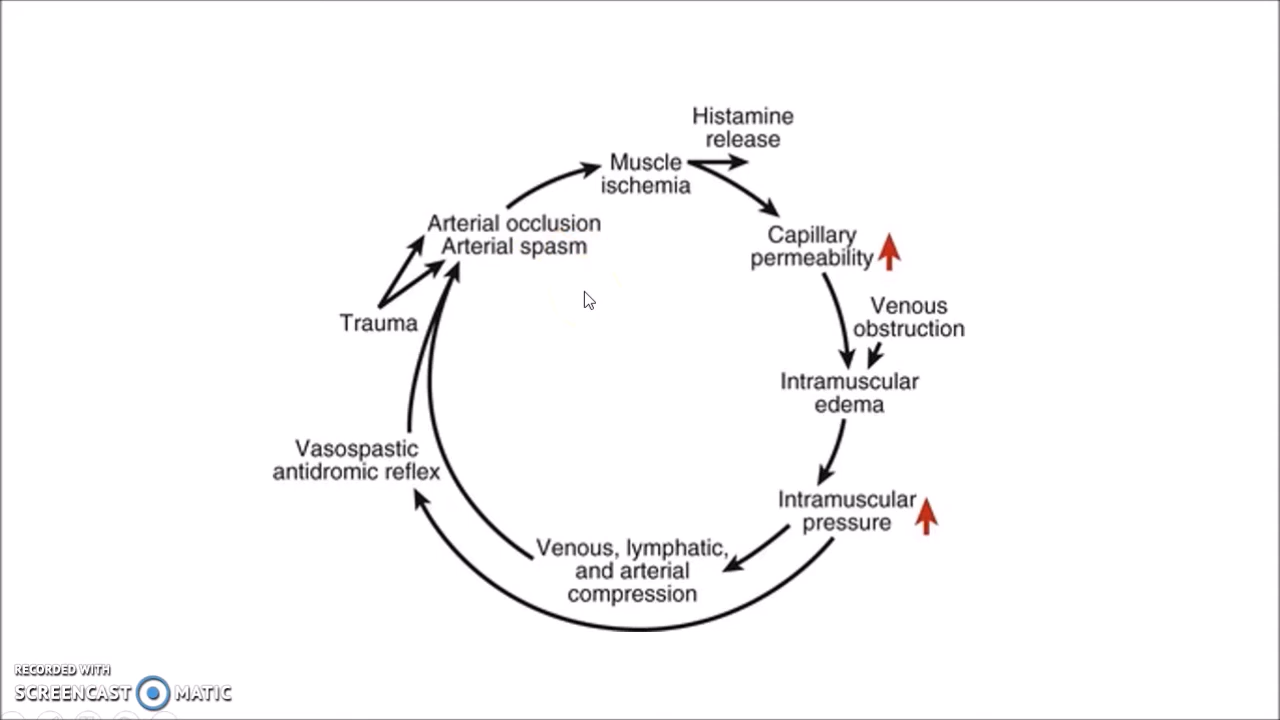 Histamine
release
Muscle
ischemia
Arterial occlusion
Arterial spasm
Capillary
permeability
Trauma
Venous
obstruction
Intramuscular
edema
Vasospastic
antidromic reflex
Intramuscular
pressure
Venous, lymphatic,
and arterial
compression
RECORDED WITH
SCREENCAST MATIC